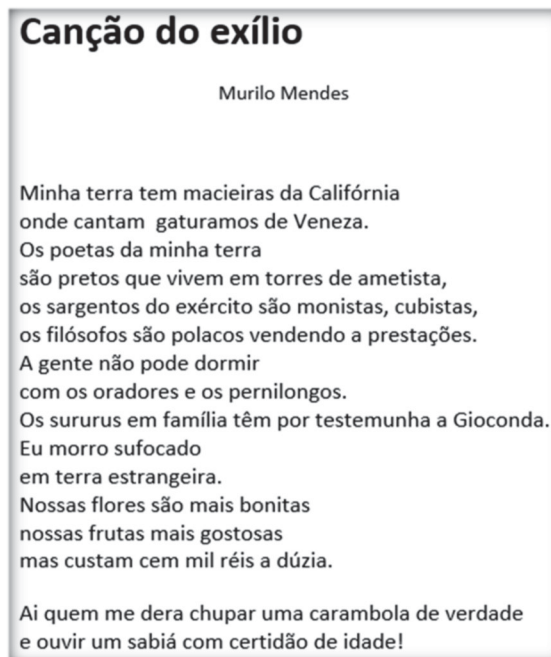 Canção do exílio
Murilo Mendes
Minha terra tem macieiras da Califórnia
onde cantam  gaturamos de Veneza.
Os poetas da minha terra
são pretos que vivem em torres de ametista,
os sargentos do exército são monistas, cubistas,
os filósofos são polacos vendendo a prestações.
A gente não pode dormir
com os oradores e os pernilongos.
Os sururus em família têm por testemunha a Gioconda.
Eu morro sufocado
em terra estrangeira.
Nossas flores são mais bonitas
nossas frutas mais gostosas
mas custam cem mil réis a dúzia.
Ai quem me dera chupar uma carambola de verdade
e ouvir um sabiá com certidão de idade!